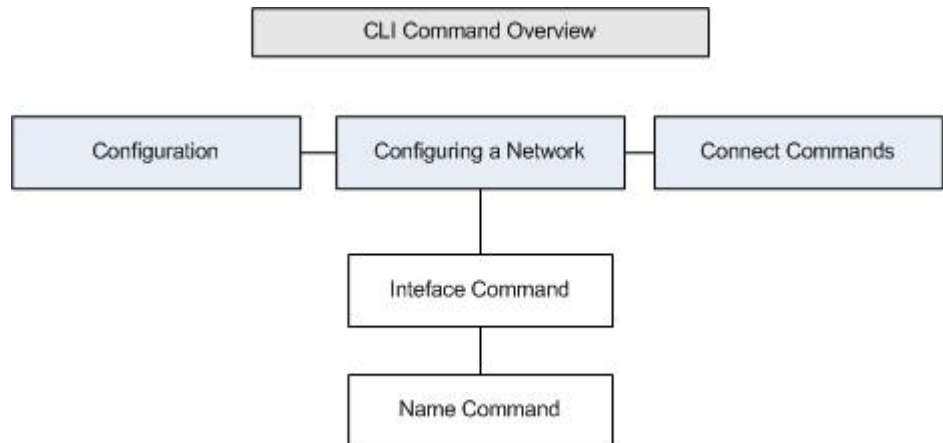 CLI Command Overview
Configuration
Configuring a Network
Connect Commands
Inteface Command
Name Command